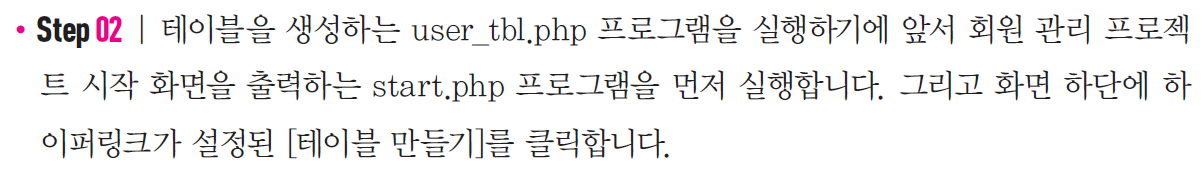 • Step 02 | 테이블을 생성하는 user_tbl.php 프로그램을 실행하기에 앞서 회원 관리 프로젝
트 시작 화면을 출력하는 start.php 프로그램을 먼저 실행합니다. 그리고 화면 하단에 하
이퍼링크가 설정된 [테이블 만들기]를 클릭합니다.